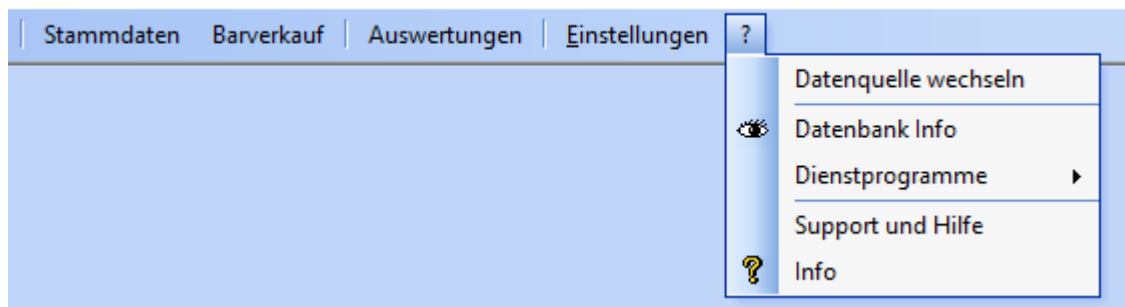 Stammdaten Barverkauf Auswertungen Einstellungen ?
Datenquelle wechseln
Datenbank Info
Dienstprogramme
Support und Hilfe
Info